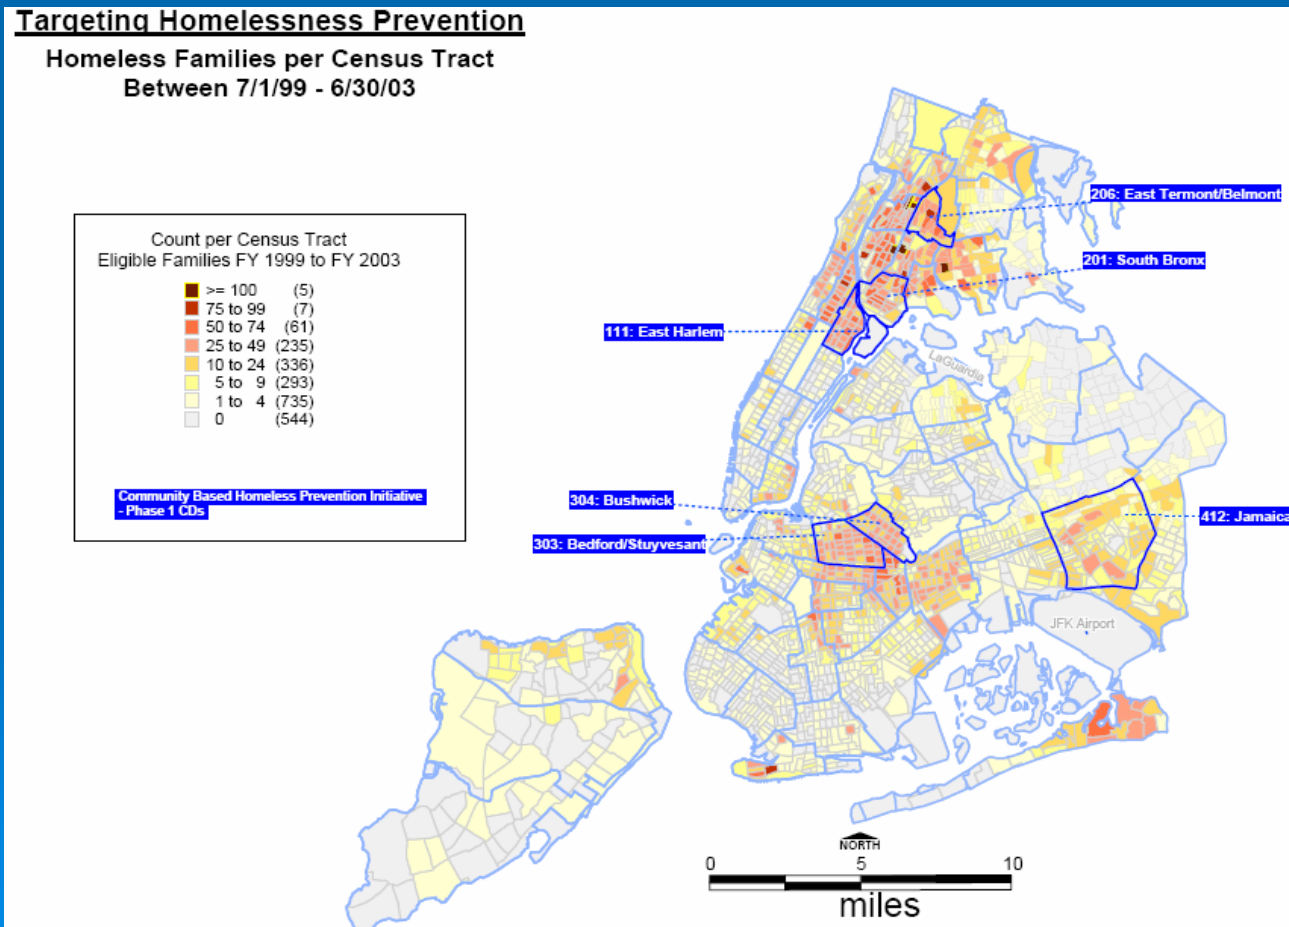 Targeting Homelessness Prevention
Homeless Families per Census Tract
Between 7/1/99 - 6/30/03
Count per Census Tract
Eligible Families FY 1999 to FY 2003
>= 100 (5)
75 to 99 (7)
50 to 74 (61)
25 to 49 (235)
10 to 24 (336)
5 to 9 (293)
1 to 4 (735)
0 (544)
Community Based Homeless Prevention Initiative
- Phase 1 CDs
206: East Termont/Belmont
201: South Bronx
111: East Harlem
LaGuardia
304: Bushwick
412: Jamaica
303: Bedford/Stuyvesant
JFK Airport
NORTH
0 5 10
miles